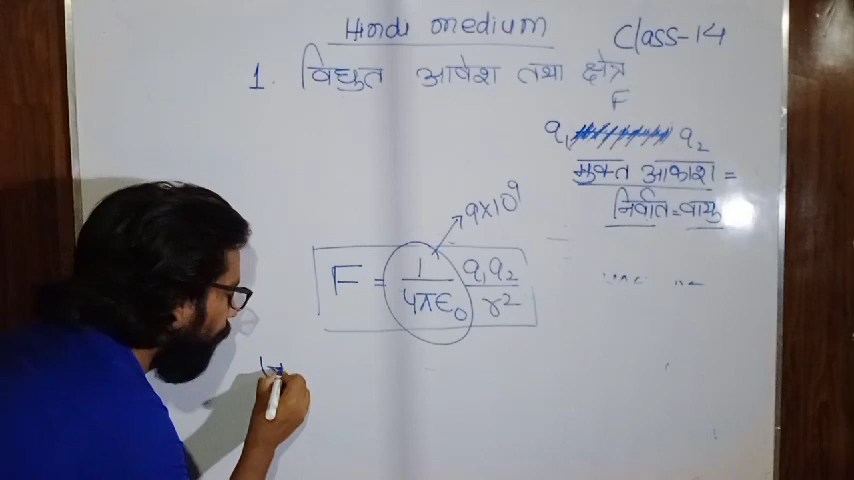 Hindi medium
Class-14
1. विद्युत आवेश तथा क्षेत्र
F
q₁ q₂
मुक्त आकाश =
निर्वात = वायु
9×10⁹
F = 1/4πϵ₀ q₁q₂/r²